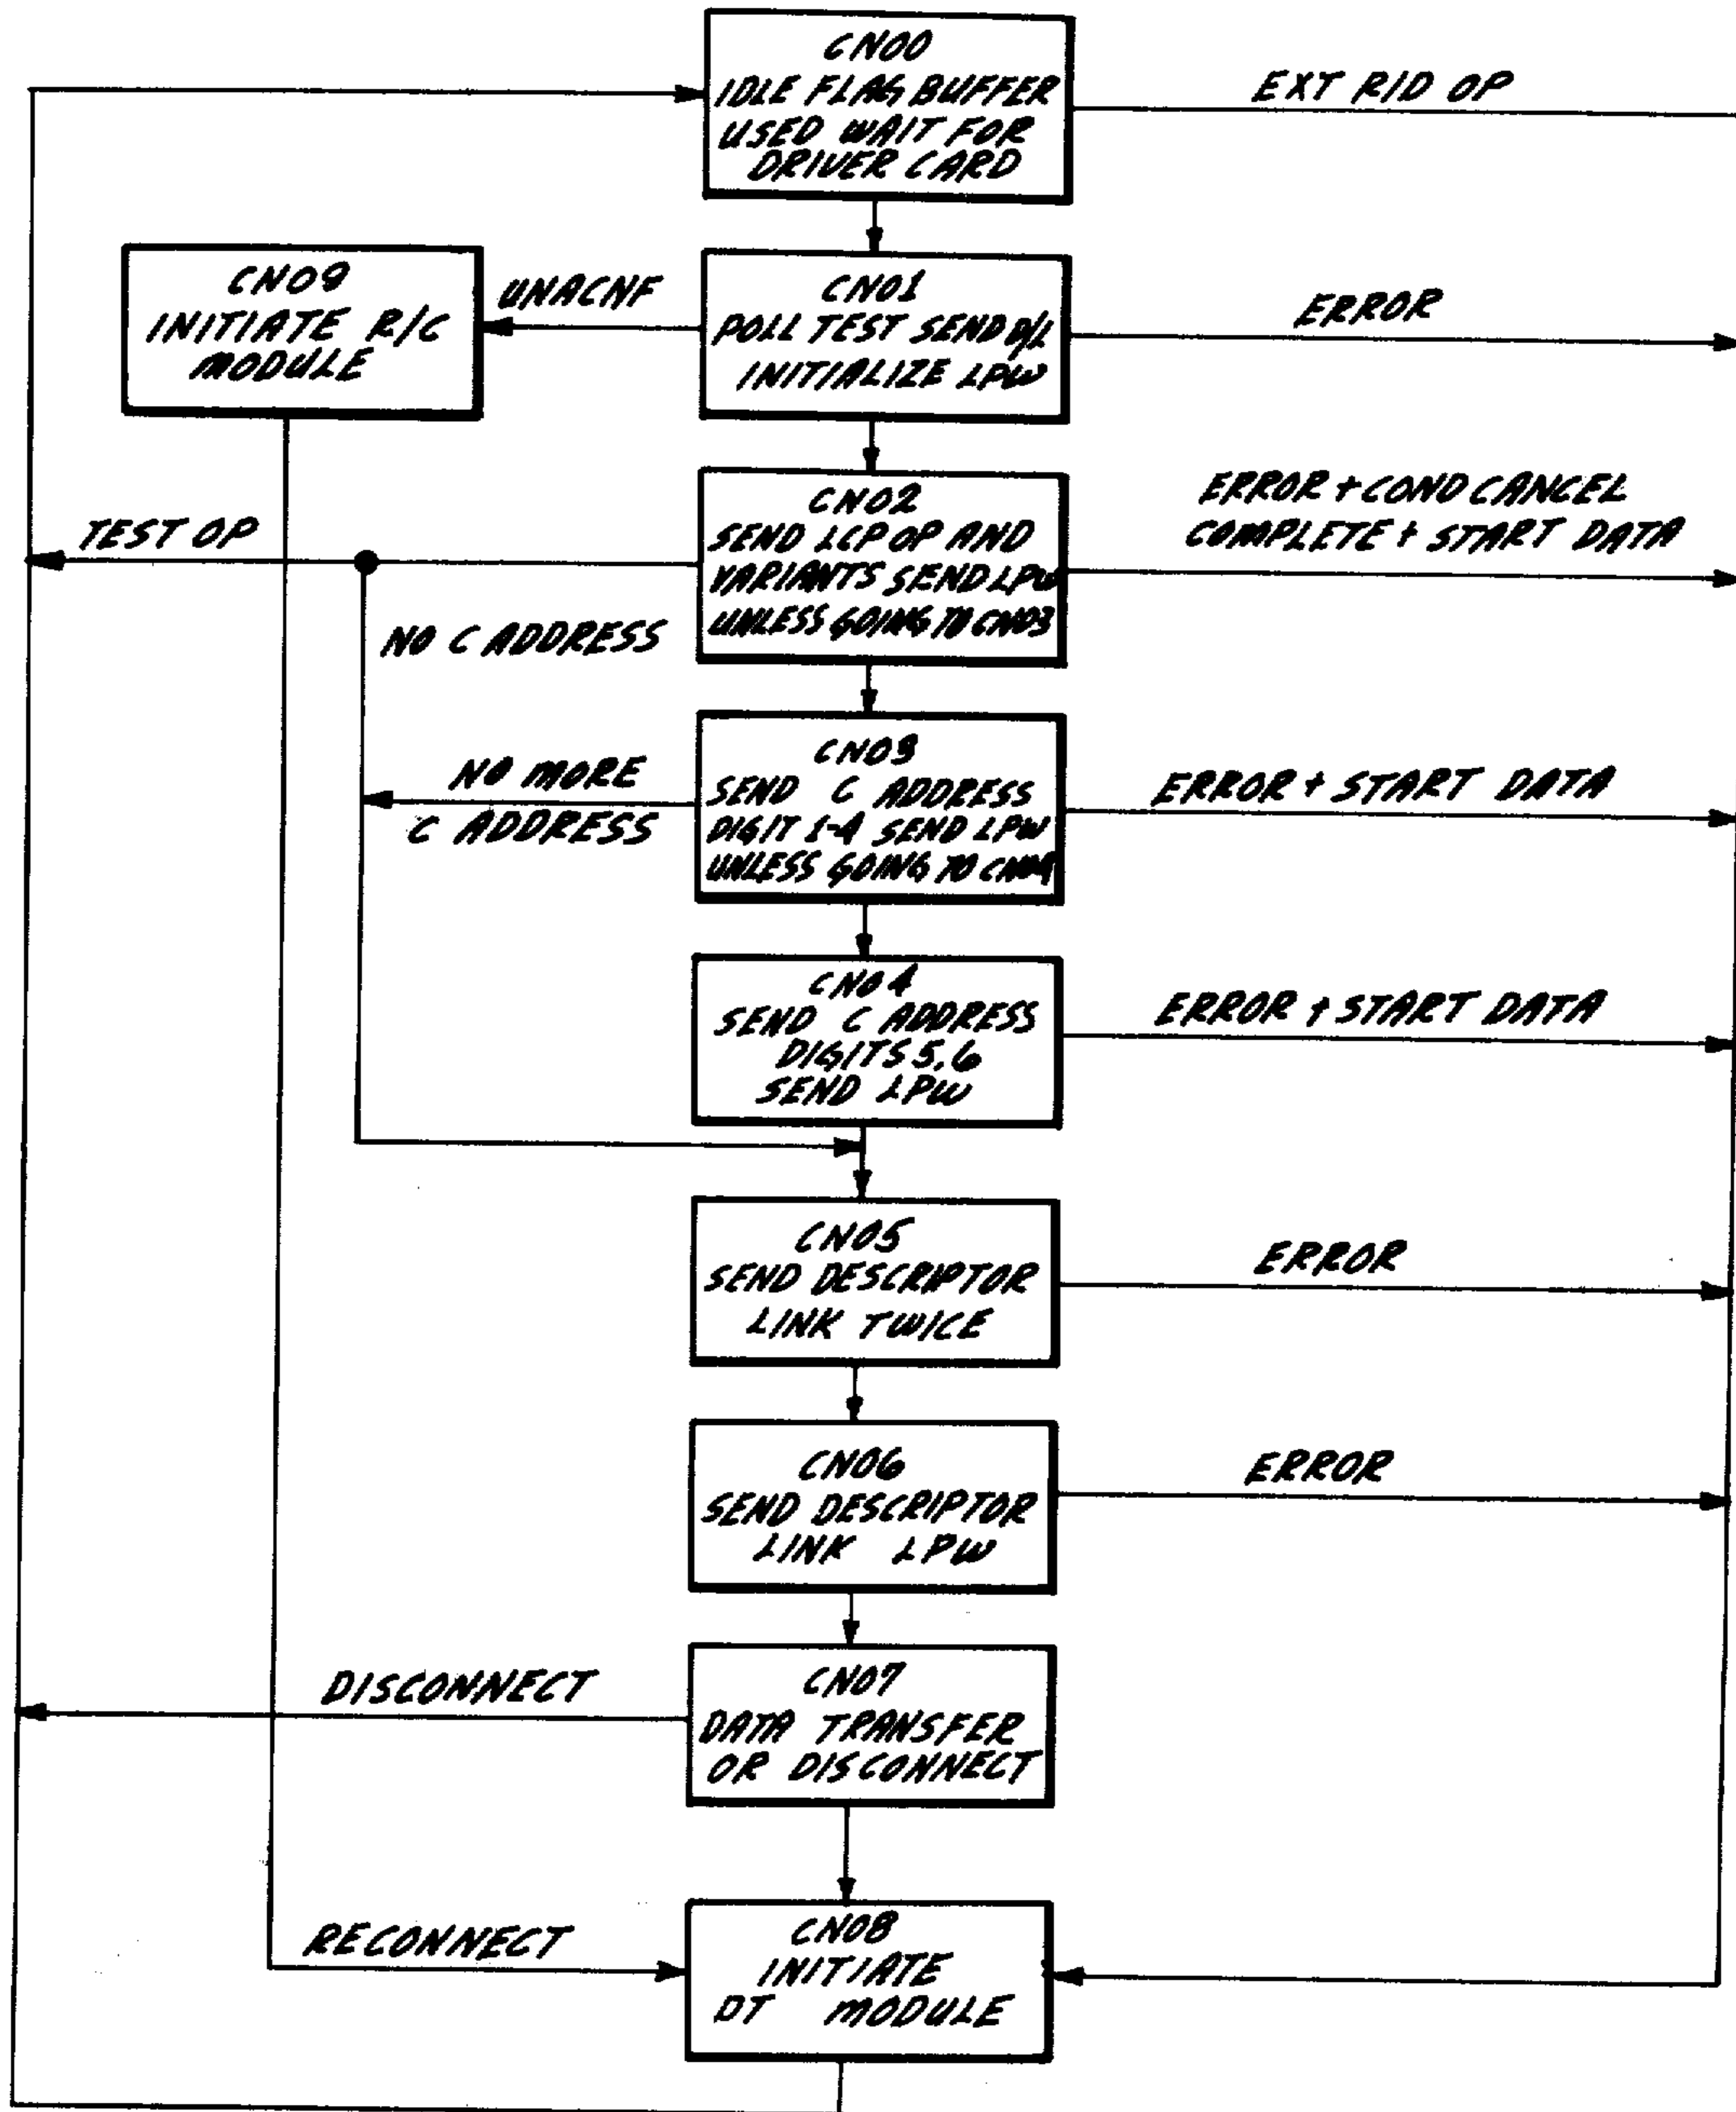 CN00
IDLE FLAG BUFFER
USED WAIT FOR
DRIVER CARD
EXT RID OP
CN09
INITIATE R/C
MODULE
UNACNF
CN01
POLL TEST SEND D/L
INITIALIZE LPW
ERROR
TEST OP
CN02
SEND LCP OP AND
VARIANTS SEND LPW
UNLESS GOING TO CN03
ERROR + COND CANCEL
COMPLETE + START DATA
NO C ADDRESS
NO MORE
C ADDRESS
CN03
SEND C ADDRESS
DIGIT 1-4 SEND LPW
UNLESS GOING TO CN04
ERROR + START DATA
CN04
SEND C ADDRESS
DIGITS 5,6
SEND LPW
ERROR + START DATA
CN05
SEND DESCRIPTOR
LINK TWICE
ERROR
CN06
SEND DESCRIPTOR
LINK LPW
ERROR
DISCONNECT
CN07
DATA TRANSFER
OR DISCONNECT
RECONNECT
CN08
INITIATE
DT MODULE